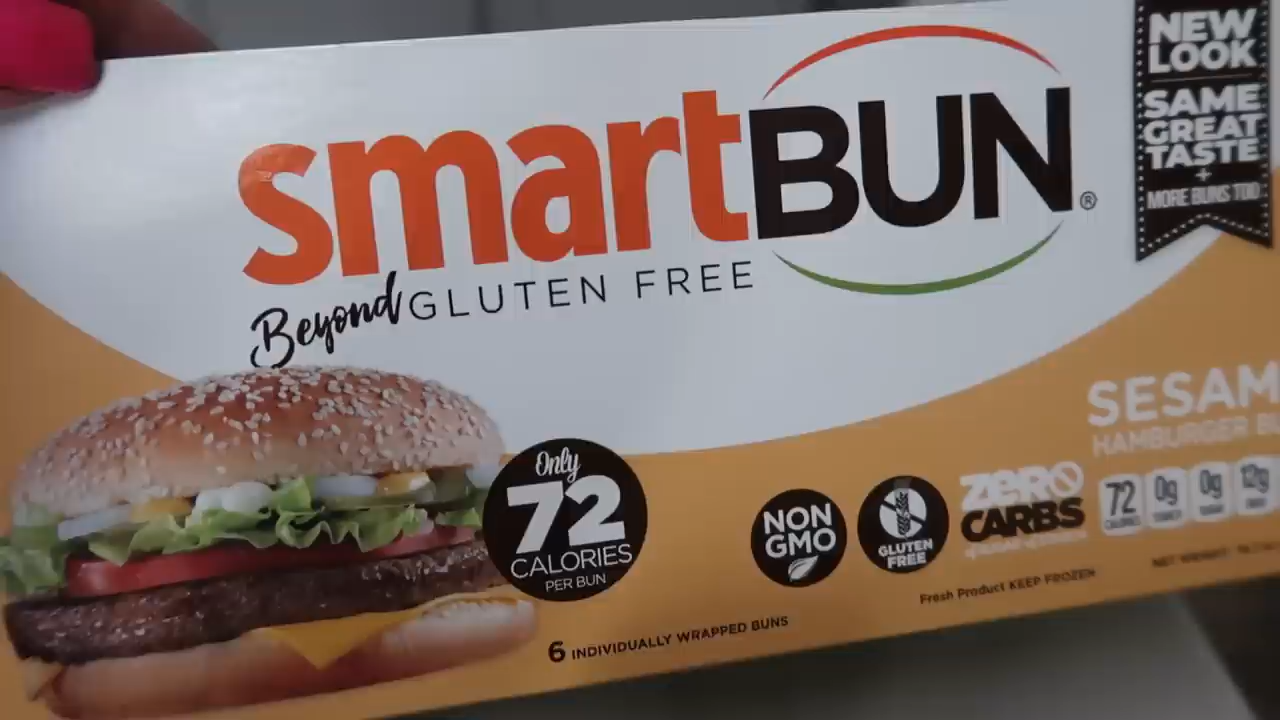 smartBUN®
Beyond GLUTEN FREE
NEW
LOOK
SAME
GREAT
TASTE
+
MORE BUNS TOO
SESAM
HAMBURGER B
Only
72
CALORIES
PER BUN
NON
GMO
GLUTEN
FREE
ZERO
CARBS
72 0g 0g 12g
CALORIES
Fresh Product KEEP FROZEN
NET WEIGHT
6 INDIVIDUALLY WRAPPED BUNS